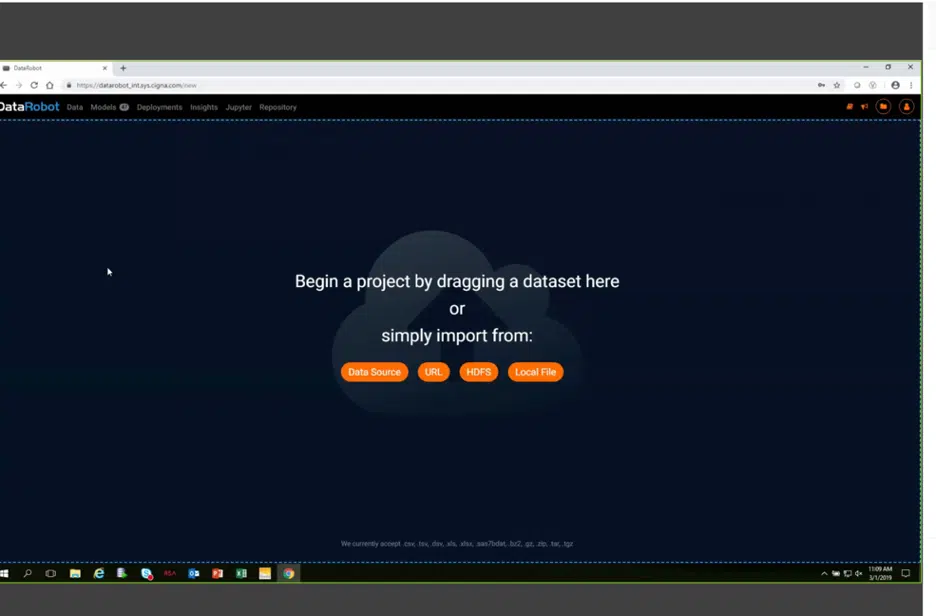 DataRobot
https://datarobot_int.sys.cigna.com/new
DataRobot Data Models 47 Deployments Insights Jupyter Repository
Begin a project by dragging a dataset here
or
simply import from:
Data Source URL HDFS Local File
We currently accept .csv, .tsv, .dsv, .xls, .xlsx, .sas7bdat, .bz2, .gz, .zip, .tar, .tgz
11:09 AM
3/1/2019